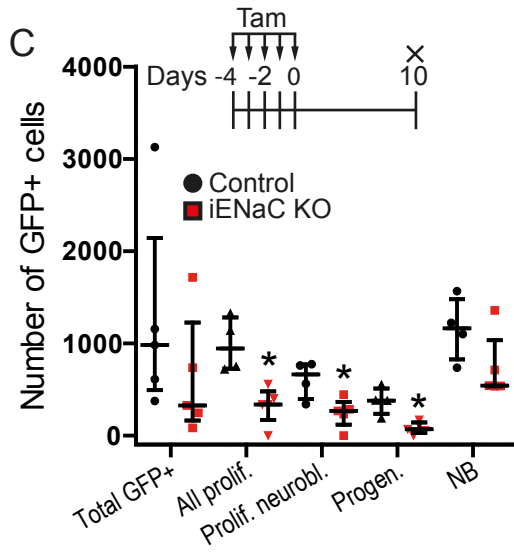 C
Tam
Days -4 -2 0 10
4000
3000
2000
1000
0
Number of GFP+ cells
Control
iENaC KO
* * *
Total GFP+
All prolif.
Prolif. neurobl.
Progen.
NB